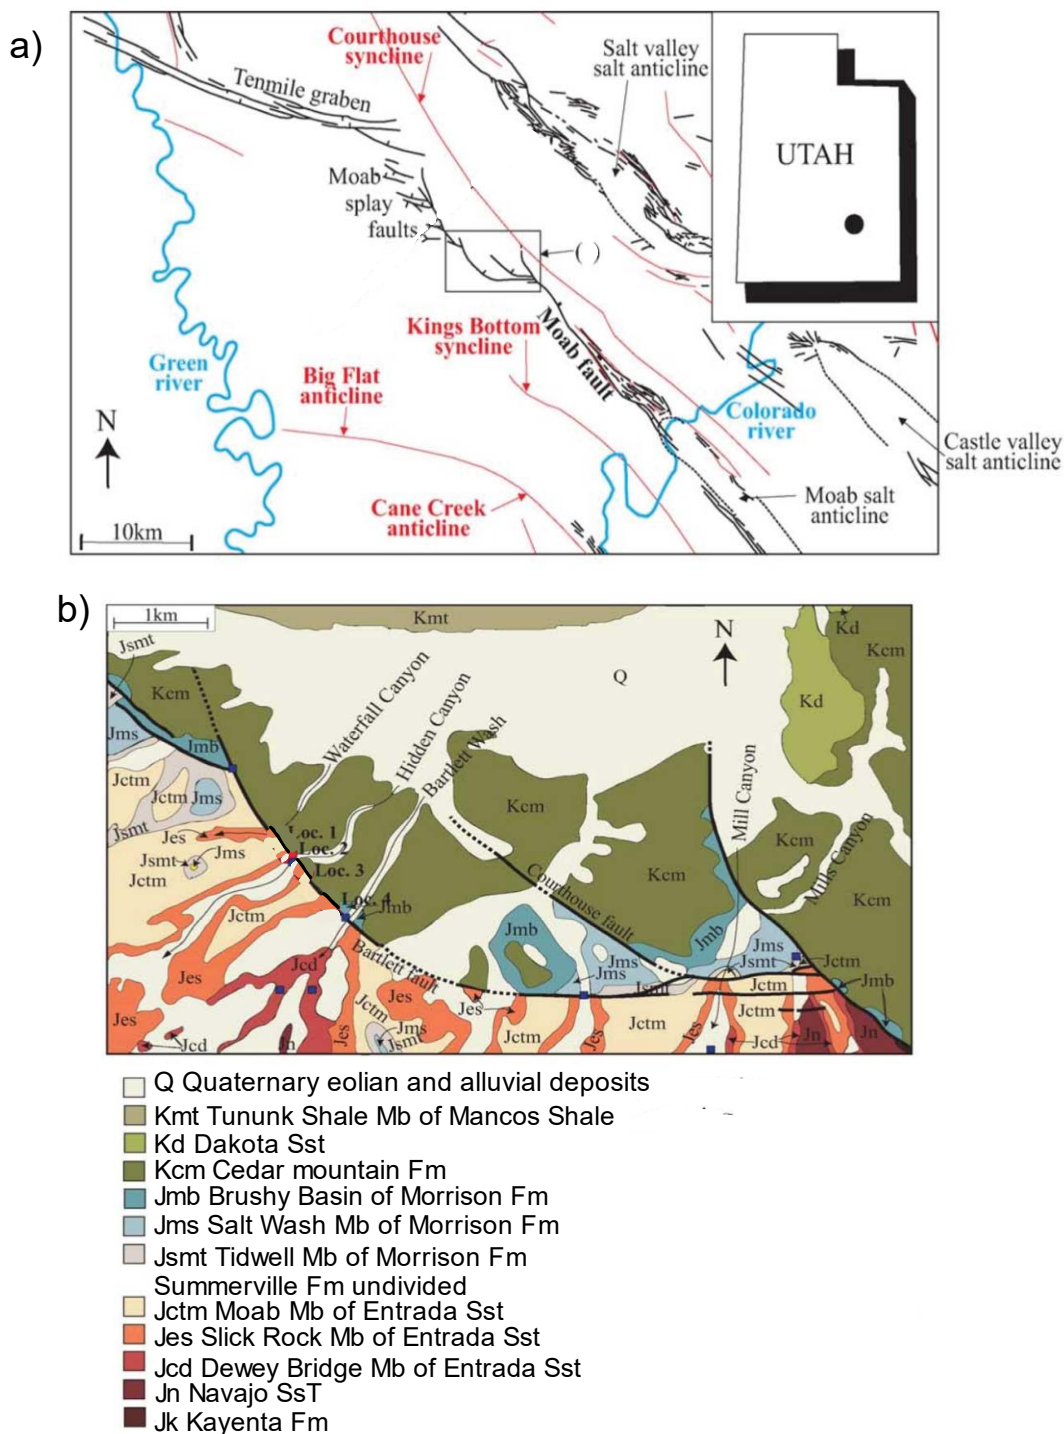 a)
Courthouse
syncline
Salt valley
salt anticline
Tenmile graben
UTAH
Moab
splay
faults
( )
Kings Bottom
syncline
Moab fault
Green
river
Big Flat
anticline
N
Colorado
river
Castle valley
salt anticline
Cane Creek
anticline
Moab salt
anticline
10km
b)
1km
Kmt
N
Kd
Kcm
Jsmt
Kcm
Q
Kd
Waterfall Canyon
Hidden Canyon
Bartlett Wash
Jms
Jmb
Mill Canyon
Jctm
Jctm
Jms
Kcm
Jsmt
Jes
Loc. 1
Loc. 2
Loc. 3
Loc. 4
Jsmt
Jms
Jctm
Kcm
Kcm
Mills Canyon
Kcm
Courthouse fault
Jctm
Jmb
Jmb
Jmb
Jms
Jms
Jms
Jsmt
Jctm
Bartlett fault
Jes
Jcd
Jsmt
Jctm
Jmb
Jes
Jes
Jctm
Jctm
Jes
Jcd
Jn
Jes
Jctm
Jms
Jsmt
Jctm
Jes
Jes
Jcd
Jn
Jn
Q Quaternary eolian and alluvial deposits
Kmt Tununk Shale Mb of Mancos Shale
Kd Dakota Sst
Kcm Cedar mountain Fm
Jmb Brushy Basin of Morrison Fm
Jms Salt Wash Mb of Morrison Fm
Jsmt Tidwell Mb of Morrison Fm
Summerville Fm undivided
Jctm Moab Mb of Entrada Sst
Jes Slick Rock Mb of Entrada Sst
Jcd Dewey Bridge Mb of Entrada Sst
Jn Navajo SsT
Jk Kayenta Fm